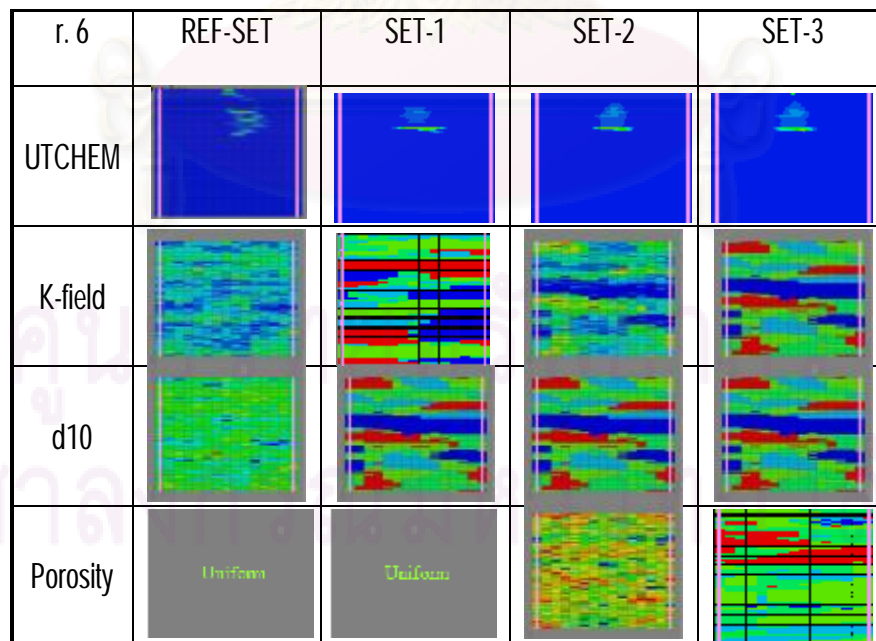 r. 6 REF-SET SET-1 SET-2 SET-3
UTCHEM
K-field
d10
Porosity Uniform Uniform